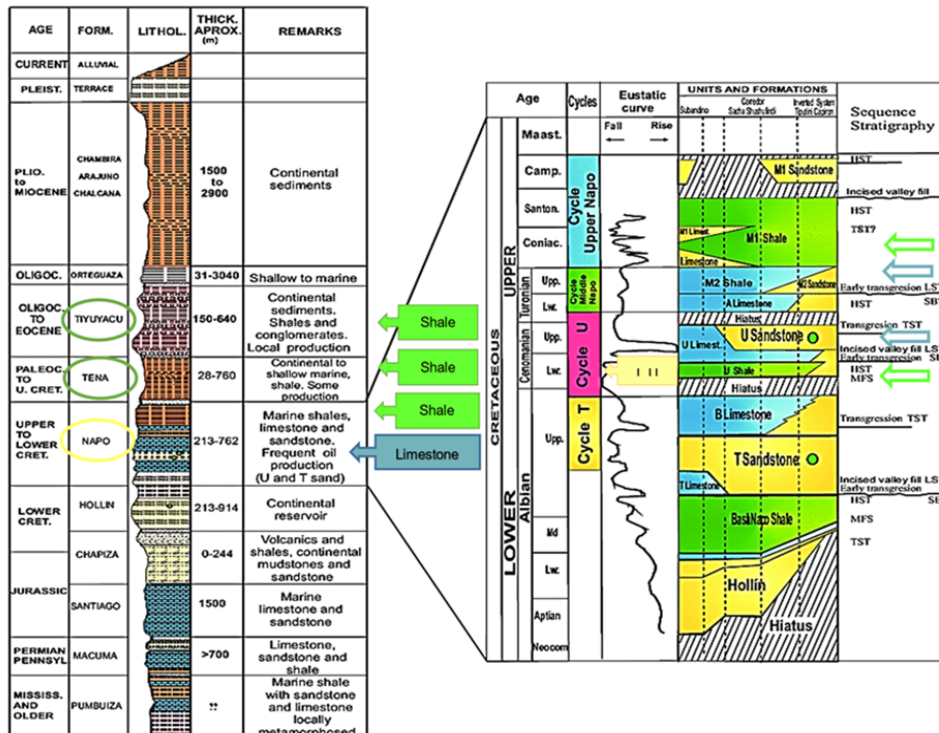 AGE FORM. LITHOL. THICK. APROX. (m) REMARKS
CURRENT ALLUVIAL
PLEIST. TERRACE
PLIO.
to
MIOCENE
CHAMBIRA
ARAJUNO
CHALCANA
1500
to
2900
Continental
sediments
OLIGOC. ORTEGUAZA 31-3040 Shallow to marine
OLIGOC
TO
EOCENE
TIYUYACU
150-640
Continental
sediments.
Shales and
conglomerates.
Local production
PALEOC
TO
U. CRET.
TENA
28-760
Continental to
shallow marine,
shale. Some
production
UPPER
TO
LOWER
CRET.
NAPO
213-762
Marine shales,
limestone and
sandstone.
Frequent oil
production
(U and T sand)
LOWER
CRET.
HOLLIN
213-914
Continental
reservoir
JURASSIC
CHAPIZA
0-244
Volcanics and
shales, continental
mudstones and
sandstone
SANTIAGO
1500
Marine
limestone and
sandstone
PERMIAN
PENNSYL
MACUMA
>700
Limestone,
sandstone and
shale
MISSISS.
AND
OLDER
PUMBUIZA
Marine shale
with sandstone
and limestone
locally
metamorphosed
Shale
Shale
Shale
Limestone
Age
Cycles
Eustatic
curve
Fall Rise
UNITS AND FORMATIONS
Subandino
Corredor
Sacha Shushufindi
Inverted System
Sequence
Stratigraphy
CRETACEOUS
UPPER
LOWER
Maast.
Camp.
Santon.
Coniac.
Turonian
Upp.
Lw.
Cenomanian
Upp.
Lw.
Albian
Upp.
Md
Lw.
Aptian
Neocom
Cycle
Upper Napo
Cycle
Middle
Napo
Cycle U
Cycle T
M1 Sandstone
M1 Limest.
M1 Shale
Limestone
M2 Shale
M2 Sandstone
A Limestone
Hiatus
U Limest.
U Sandstone
U Shale
Hiatus
B Limestone
T Sandstone
T Limestone
Basal Napo Shale
Hollin
Hiatus
HST
Incised valley fill
HST
TST?
Early transgresion LS
HST SB
Transgresion TST
Incised valley fill LS
Early transgresion
HST
MFS
Transgression TST
Incised valley fill LS
Early transgresion
HST
MFS
TST